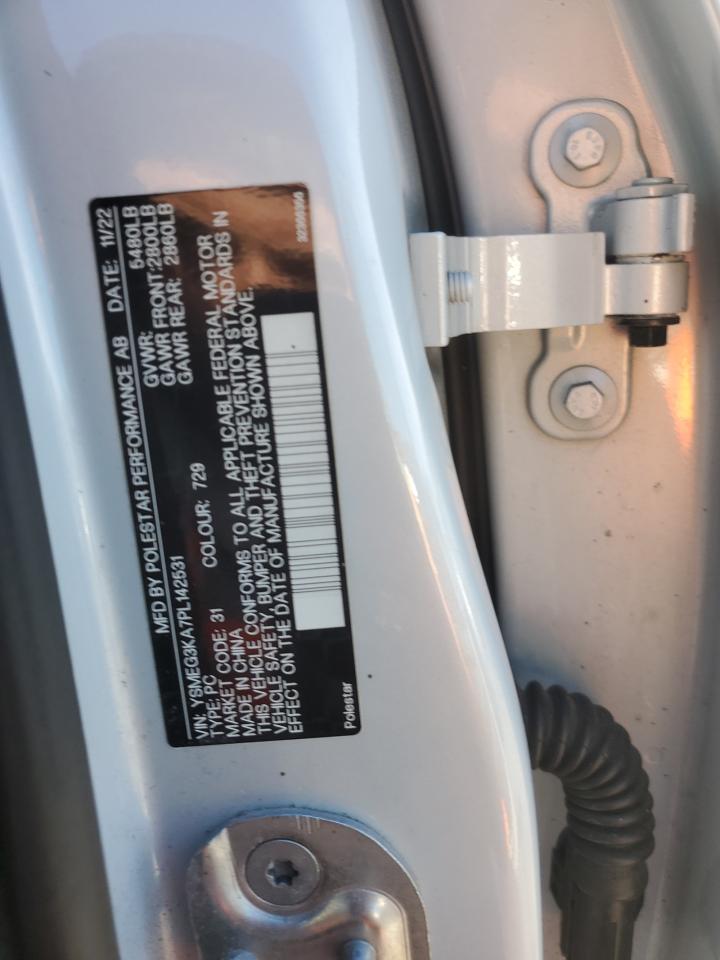 MFD BY POLESTAR PERFORMANCE AB DATE: 11/22
GVWR: 5480LB
GAWR FRONT:2800LB
GAWR REAR: 2860LB
VIN: YSMEG3KA7PL142531
TYPE: PC
MARKET CODE: 31 COLOUR: 729
MADE IN CHINA
THIS VEHICLE CONFORMS TO ALL APPLICABLE FEDERAL MOTOR
VEHICLE SAFETY, BUMPER AND THEFT PREVENTION STANDARDS IN
EFFECT ON THE DATE OF MANUFACTURE SHOWN ABOVE.
Polestar